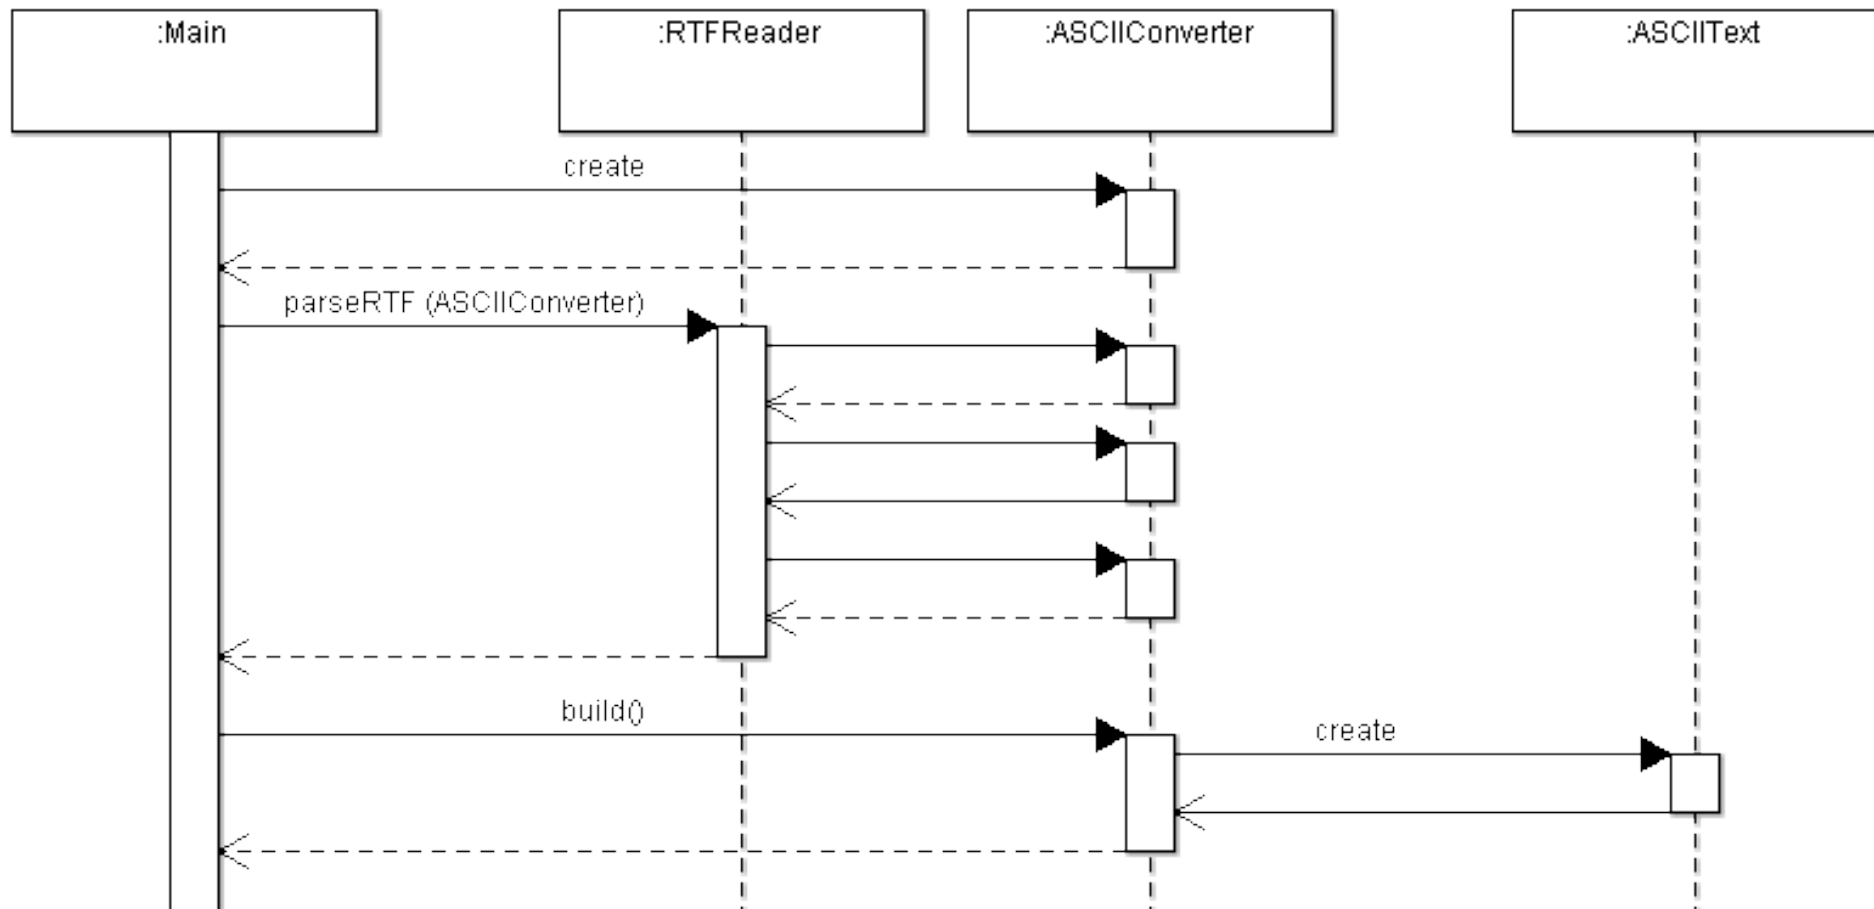 :Main
:RTFReader
:ASCIIConverter
:ASCIIText
create
parseRTF (ASCIIConverter)
build()
create